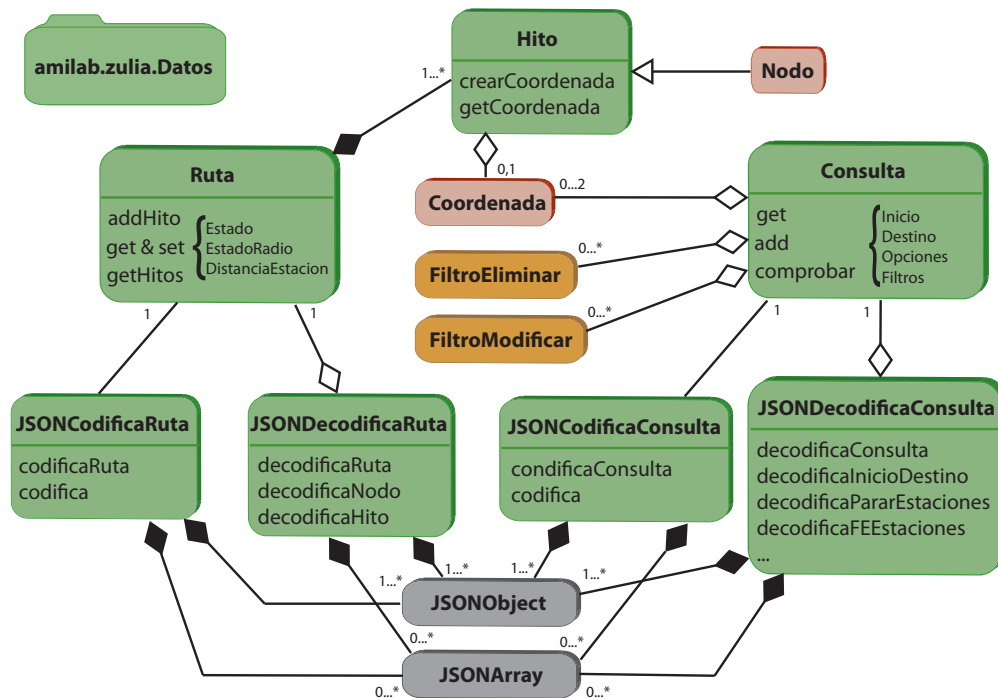 amilab.zulia.Datos
Hito
crearCoordenada
getCoordenada
Nodo
1...*
0,1
Ruta
addHito
get & set
getHitos
Estado
EstadoRadio
DistanciaEstacion
Coordenada
0...2
FiltroEliminar
0...*
FiltroModificar
0...*
Consulta
get
add
comprobar
Inicio
Destino
Opciones
Filtros
1
1
1
1
JSONCodificaRuta
codificaRuta
codifica
JSONDecodificaRuta
decodificaRuta
decodificaNodo
decodificaHito
JSONCodificaConsulta
condificaConsulta
codifica
JSONDecodificaConsulta
decodificaConsulta
decodificaInicioDestino
decodificaPararEstaciones
decodificaFEEstaciones
...
1...*
1...*
1...*
1...*
JSONObject
0...*
0...*
JSONArray
0...*
0...*